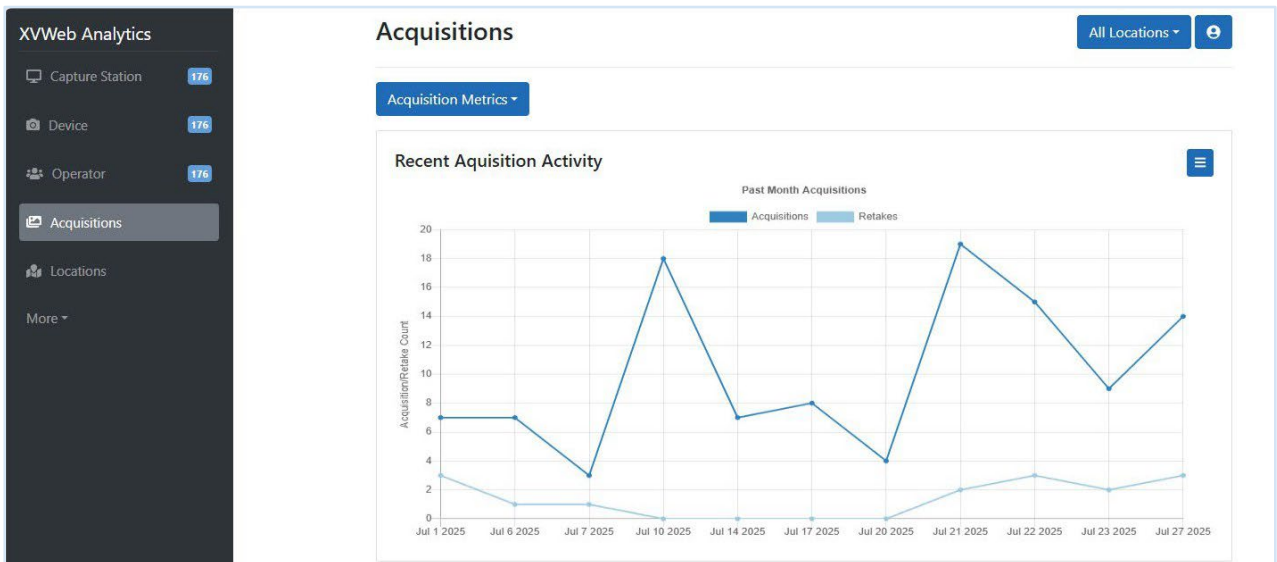 XVWeb Analytics
Capture Station 176
Device 176
Operator 176
Acquisitions
Locations
More
Acquisitions
All Locations
Acquisition Metrics
Recent Aquisition Activity
Past Month Acquisitions
Acquisitions Retakes
Acquisition/Retake Count
20
18
16
14
12
10
8
6
4
2
0
Jul 1 2025 Jul 6 2025 Jul 7 2025 Jul 10 2025 Jul 14 2025 Jul 17 2025 Jul 20 2025 Jul 21 2025 Jul 22 2025 Jul 23 2025 Jul 27 2025